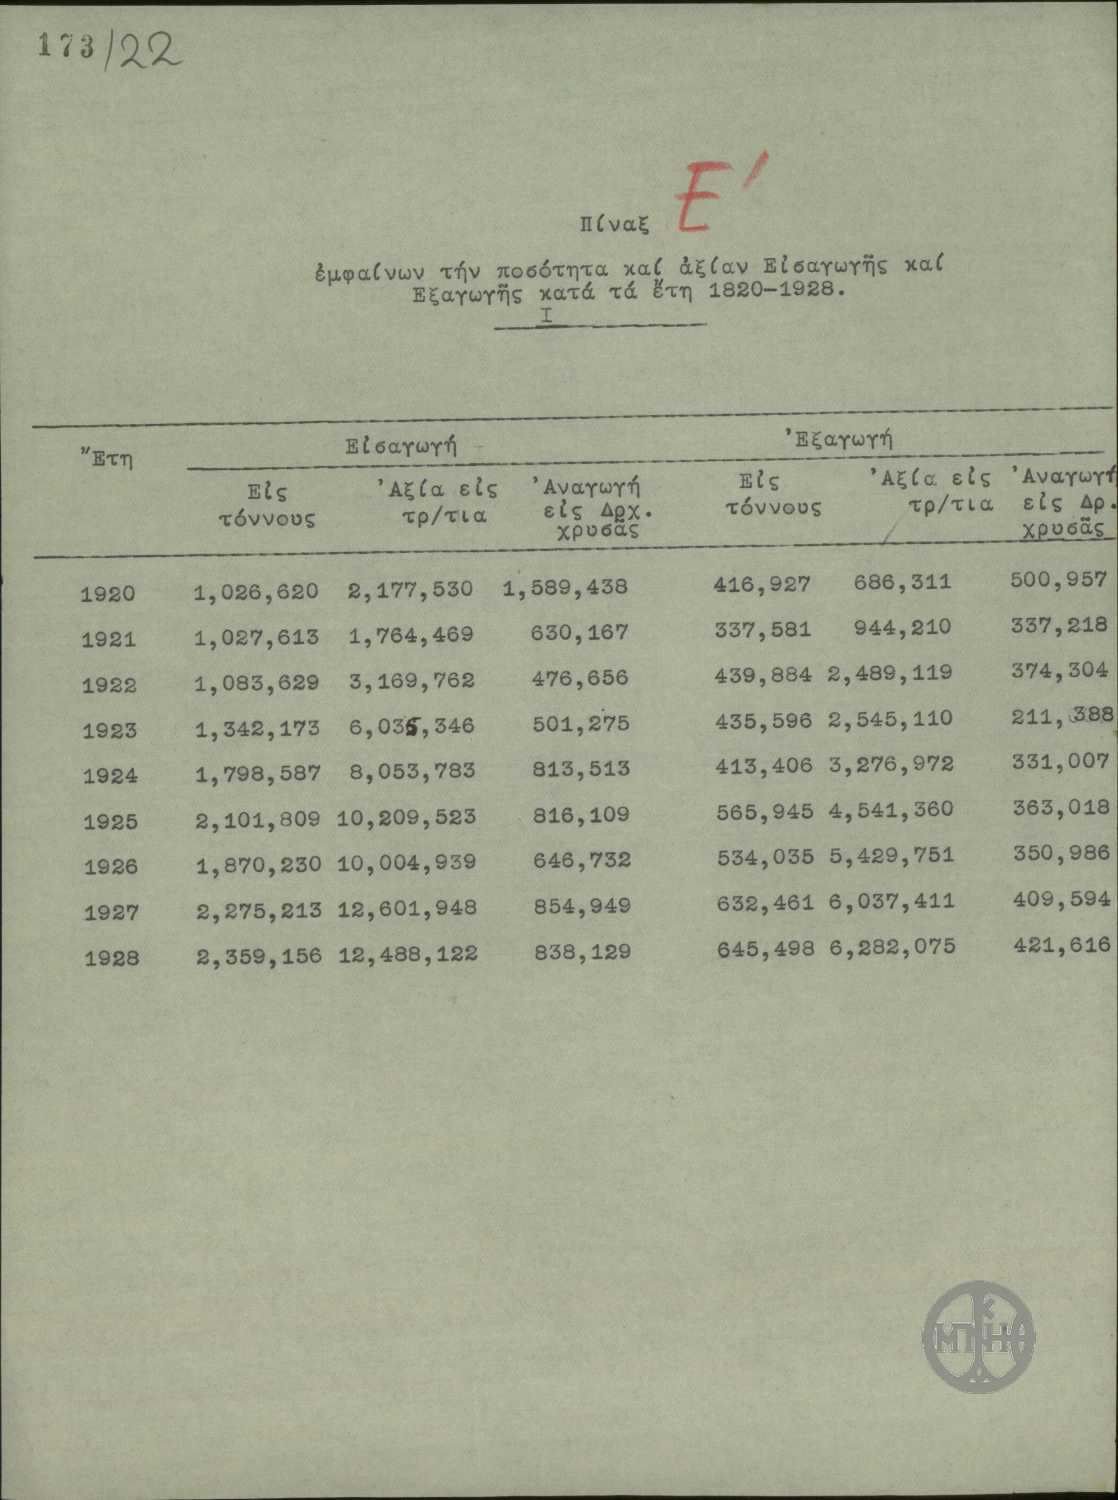 173/22
Πίναξ Ε'
ἐμφαίνων τήν ποσότητα καί ἀξίαν Εἰσαγωγῆς καί
Εξαγωγῆς κατά τά ἔτη 1820-1928.
I
Ἔτη Εἰσαγωγή Ἐξαγωγή
Εἰς Ἀξία εἰς Ἀναγωγή Εἰς Ἀξία εἰς Ἀναγωγή
τόννους τρ/τια εἰς Δρχ. τόννους τρ/τια εἰς Δρ.
χρυσᾶς χρυσᾶς
1920 1,026,620 2,177,530 1,589,438 416,927 686,311 500,957
1921 1,027,613 1,764,469 630,167 337,581 944,210 337,218
1922 1,083,629 3,169,762 476,656 439,884 2,489,119 374,304
1923 1,342,173 6,035,346 501,275 435,596 2,545,110 211,388
1924 1,798,587 8,053,783 813,513 413,406 3,276,972 331,007
1925 2,101,809 10,209,523 816,109 565,945 4,541,360 363,018
1926 1,870,230 10,004,939 646,732 534,035 5,429,751 350,986
1927 2,275,213 12,601,948 854,949 632,461 6,037,411 409,594
1928 2,359,156 12,488,122 838,129 645,498 6,282,075 421,616